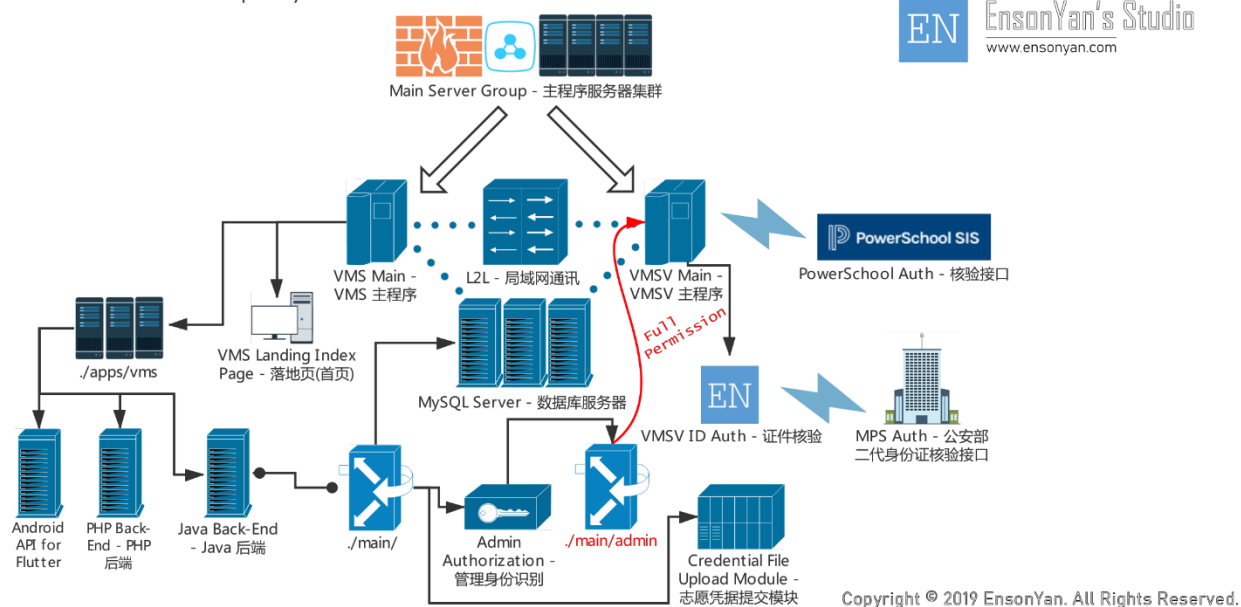 EN
EnsonYan's Studio
www.ensonyan.com
Main Server Group - 主程序服务器集群
VMS Main -
VMS 主程序
L2L - 局域网通讯
VMSV Main -
VMSV 主程序
PowerSchool SIS
PowerSchool Auth - 核验接口
Full
Permission
./apps/vms
VMS Landing Index
Page - 落地页(首页)
MySQL Server - 数据库服务器
EN
VMSV ID Auth - 证件核验
MPS Auth - 公安部
二代身份证核验接口
Android
API for
Flutter
PHP Back-
End - PHP
后端
Java Back-End
- Java 后端
./main/
Admin
Authorization -
管理身份识别
./main/admin
Credential File
Upload Module -
志愿凭据提交模块
Copyright © 2019 EnsonYan. All Rights Reserved.